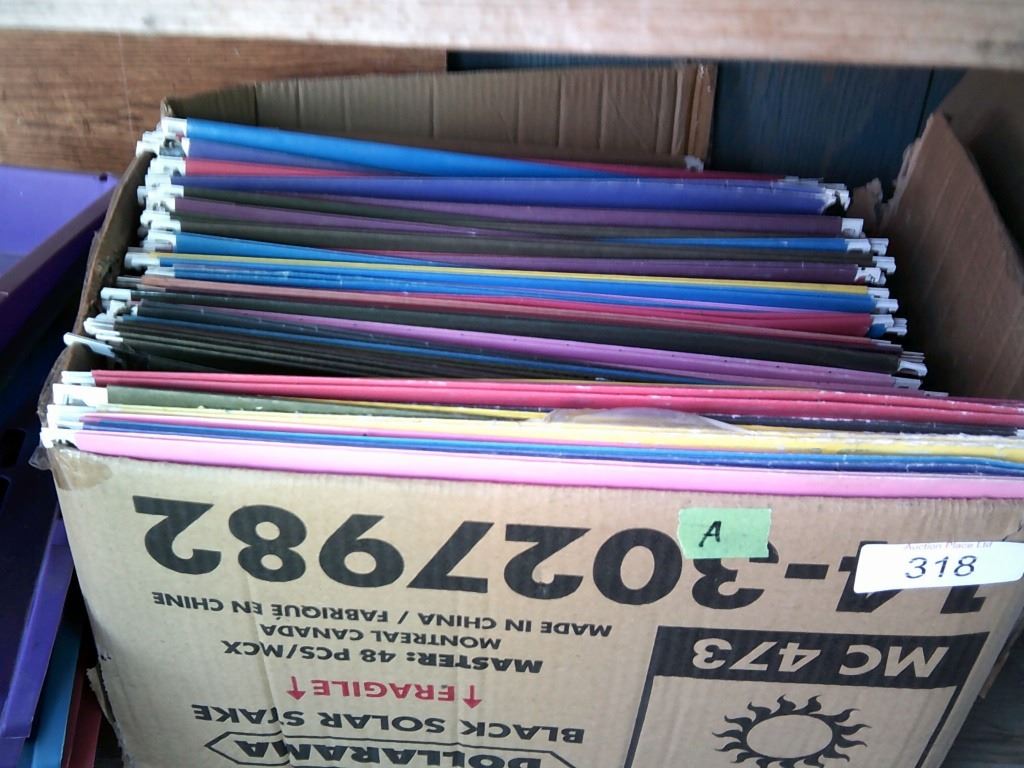 A
Auction Place Ltd
318
DOLLARAMA
BLACK SOLAR STAKE
FRAGILE
MASTER: 48 PCS/MCX
MONTREAL CANADA
MADE IN CHINA / FABRIQUÉ EN CHINE
MC 473
14-3027982